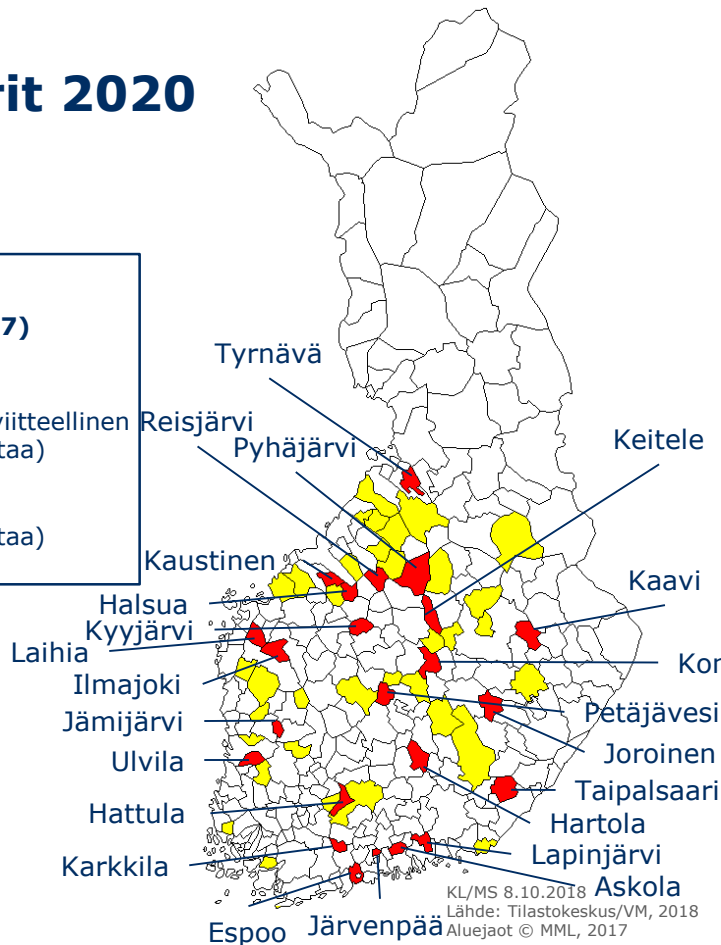 rit 2020
7)
viitteellinen
taa)
taa)
Tyrnävä
Reisjärvi
Pyhäjärvi
Keitele
Kaustinen
Kaavi
Halsua
Kyyjärvi
Laihia
Kon
Ilmajoki
Petäjävesi
Jämijärvi
Joroinen
Ulvila
Taipalsaari
Hattula
Hartola
Lapinjärvi
Karkkila
Askola
Espoo
Järvenpää
KL/MS 8.10.2018
Lähde: Tilastokeskus/VM, 2018
Aluejaot © MML, 2017